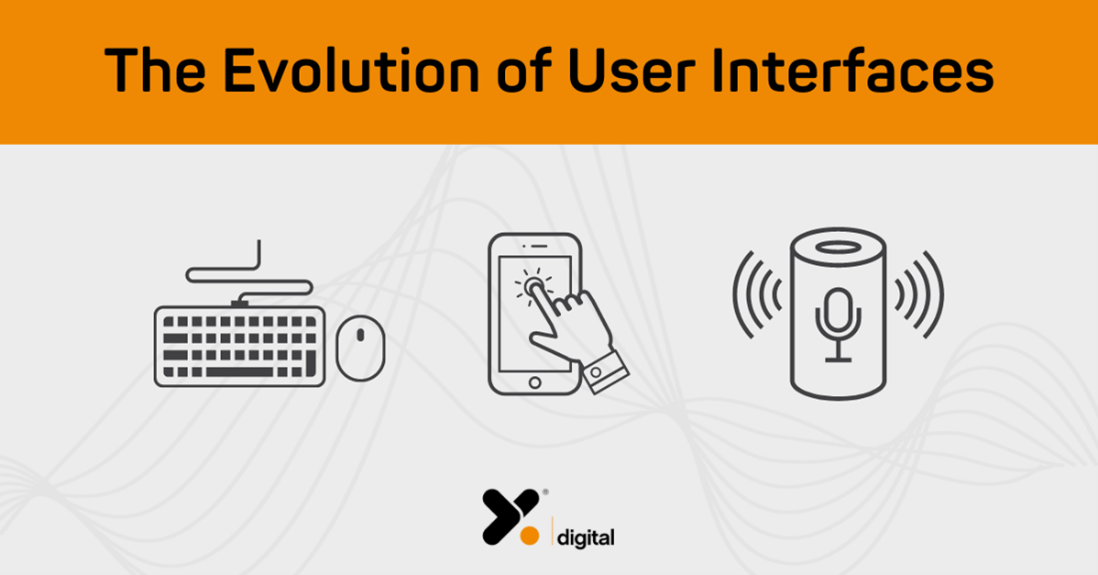 The Evolution of User Interfaces
Y.® | digital